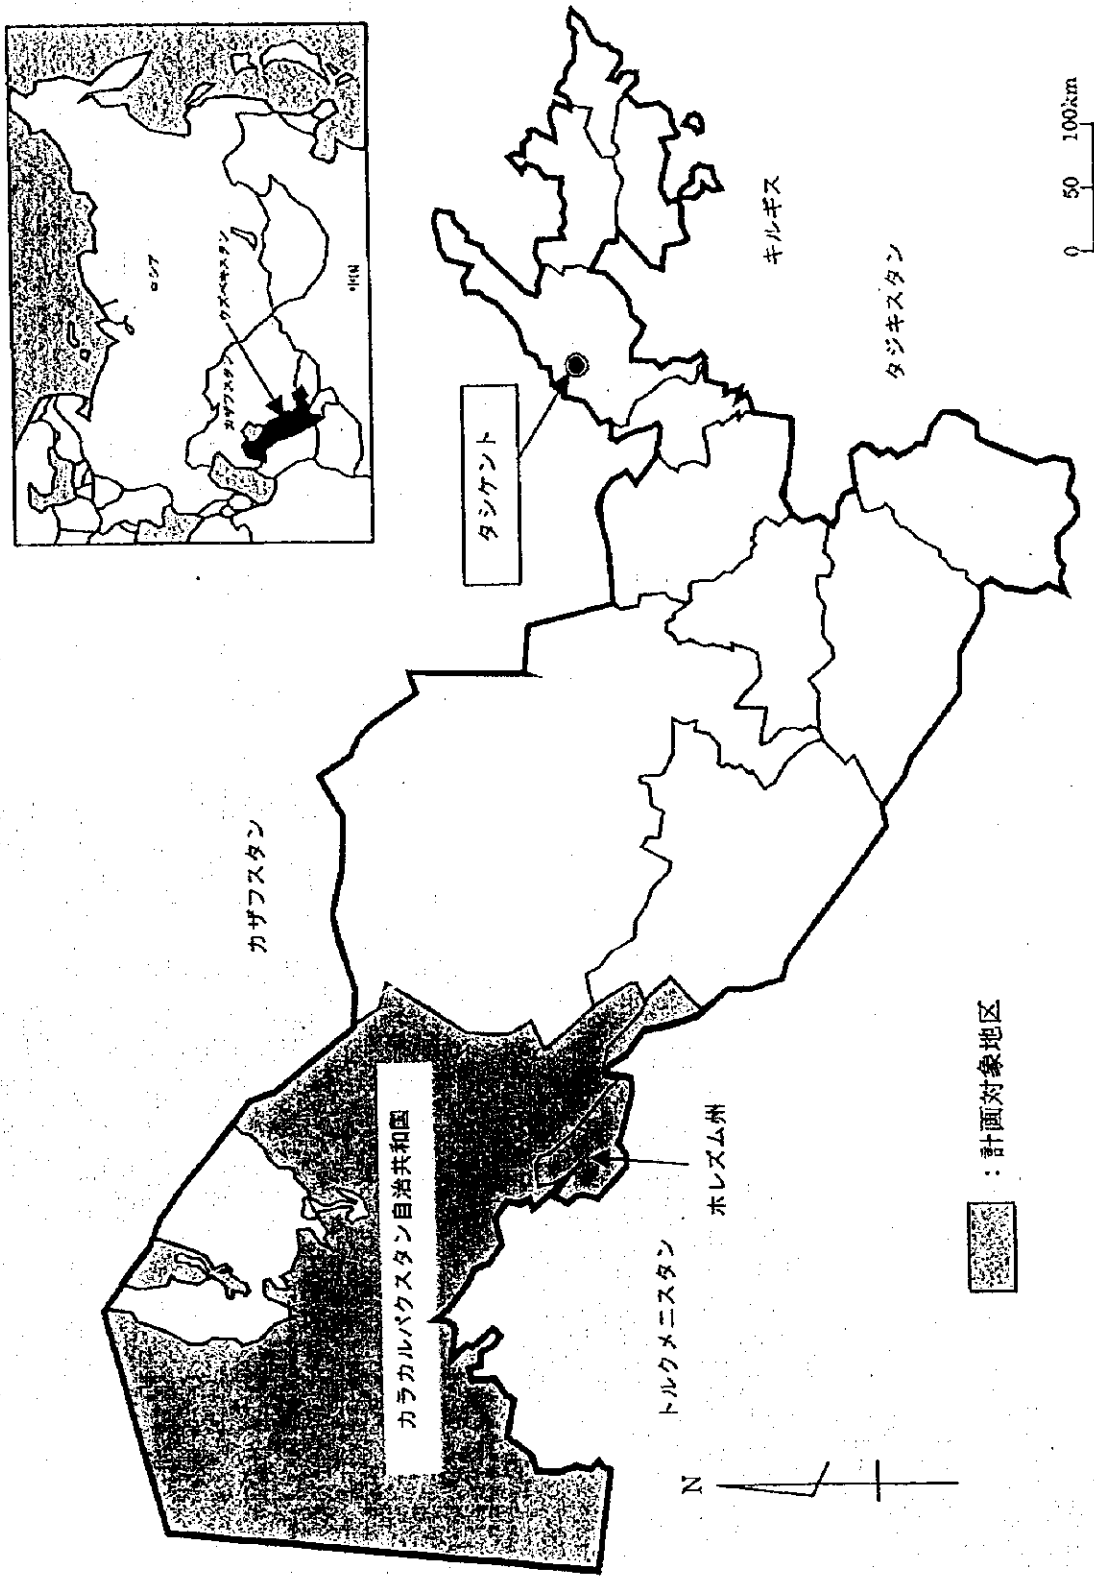 ロシア
カザフスタン
ウズベキスタン
中国
カザフスタン
タシケント
キルギス
タジキスタン
カラカルパクスタン自治共和国
ホレズム州
トルクメニスタン
N
：計画対象地区
0 50 100km